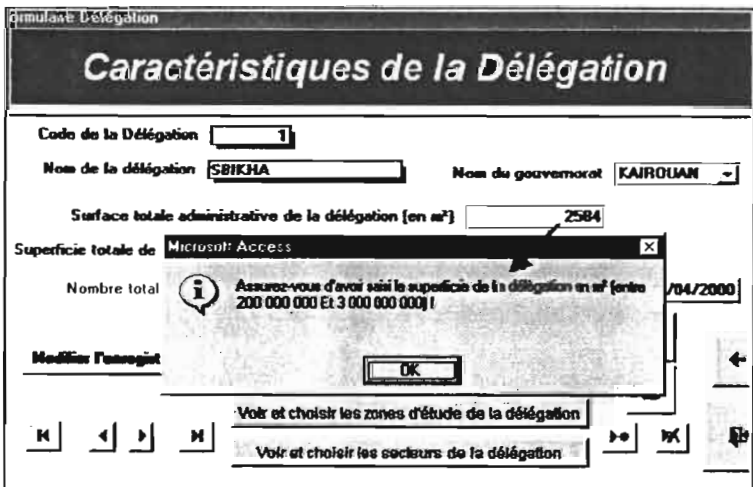 Formulaire Délégation
Caractéristiques de la Délégation
Code de la Délégation 1
Nom de la délégation SBIKHA Nom du gouvernorat KAIROUAN
Surface totale administrative de la délégation (en m²) 2584
Superficie totale de
Microsoft Access
Nombre total
Assurez-vous d'avoir saisi la superficie de la délégation en m² (entre
200 000 000 Et 3 000 000 000) !
/04/2000
Modifier l'enregist
OK
Voir et choisir les zones d'étude de la délégation
Voir et choisir les secteurs de la délégation